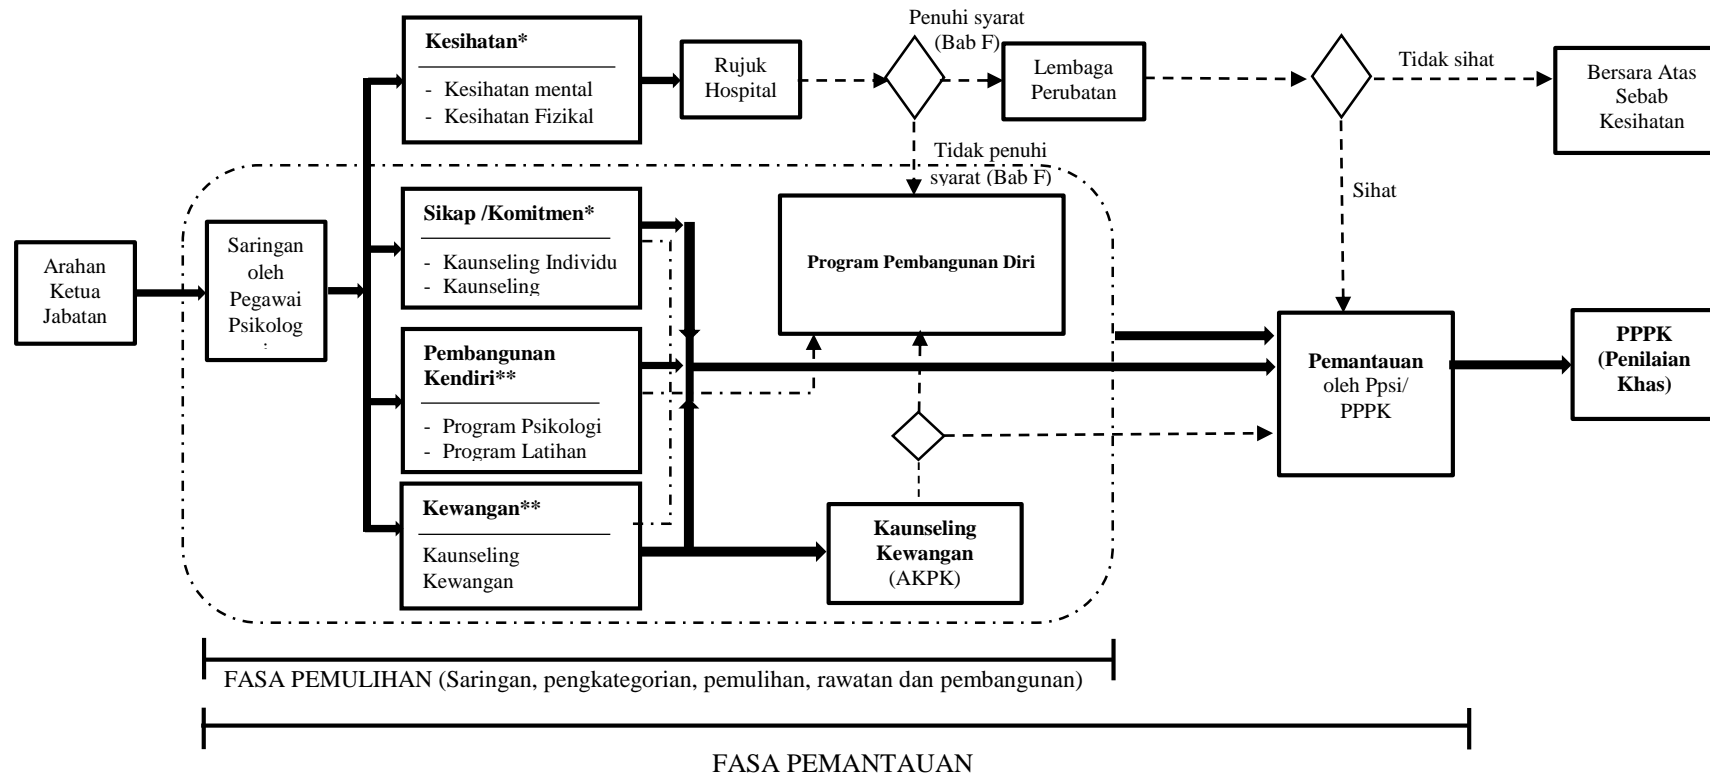 Arahan
Ketua
Jabatan
Saringan
oleh
Pegawai
Psikolog
Kesihatan*
- Kesihatan mental
- Kesihatan Fizikal
Rujuk
Hospital
Penuhi syarat
(Bab F)
Lembaga
Perubatan
Tidak sihat
Bersara Atas
Sebab
Kesihatan
Tidak penuhi
syarat (Bab F)
Sihat
Sikap /Komitmen*
- Kaunseling Individu
- Kaunseling
Program Pembangunan Diri
Pembangunan
Kendiri**
- Program Psikologi
- Program Latihan
Kewangan**
Kaunseling
Kewangan
Kaunseling
Kewangan
(AKPK)
Pemantauan
oleh Ppsi/
PPPK
PPPK
(Penilaian
Khas)
FASA PEMULIHAN (Saringan, pengkategorian, pemulihan, rawatan dan pembangunan)
FASA PEMANTAUAN